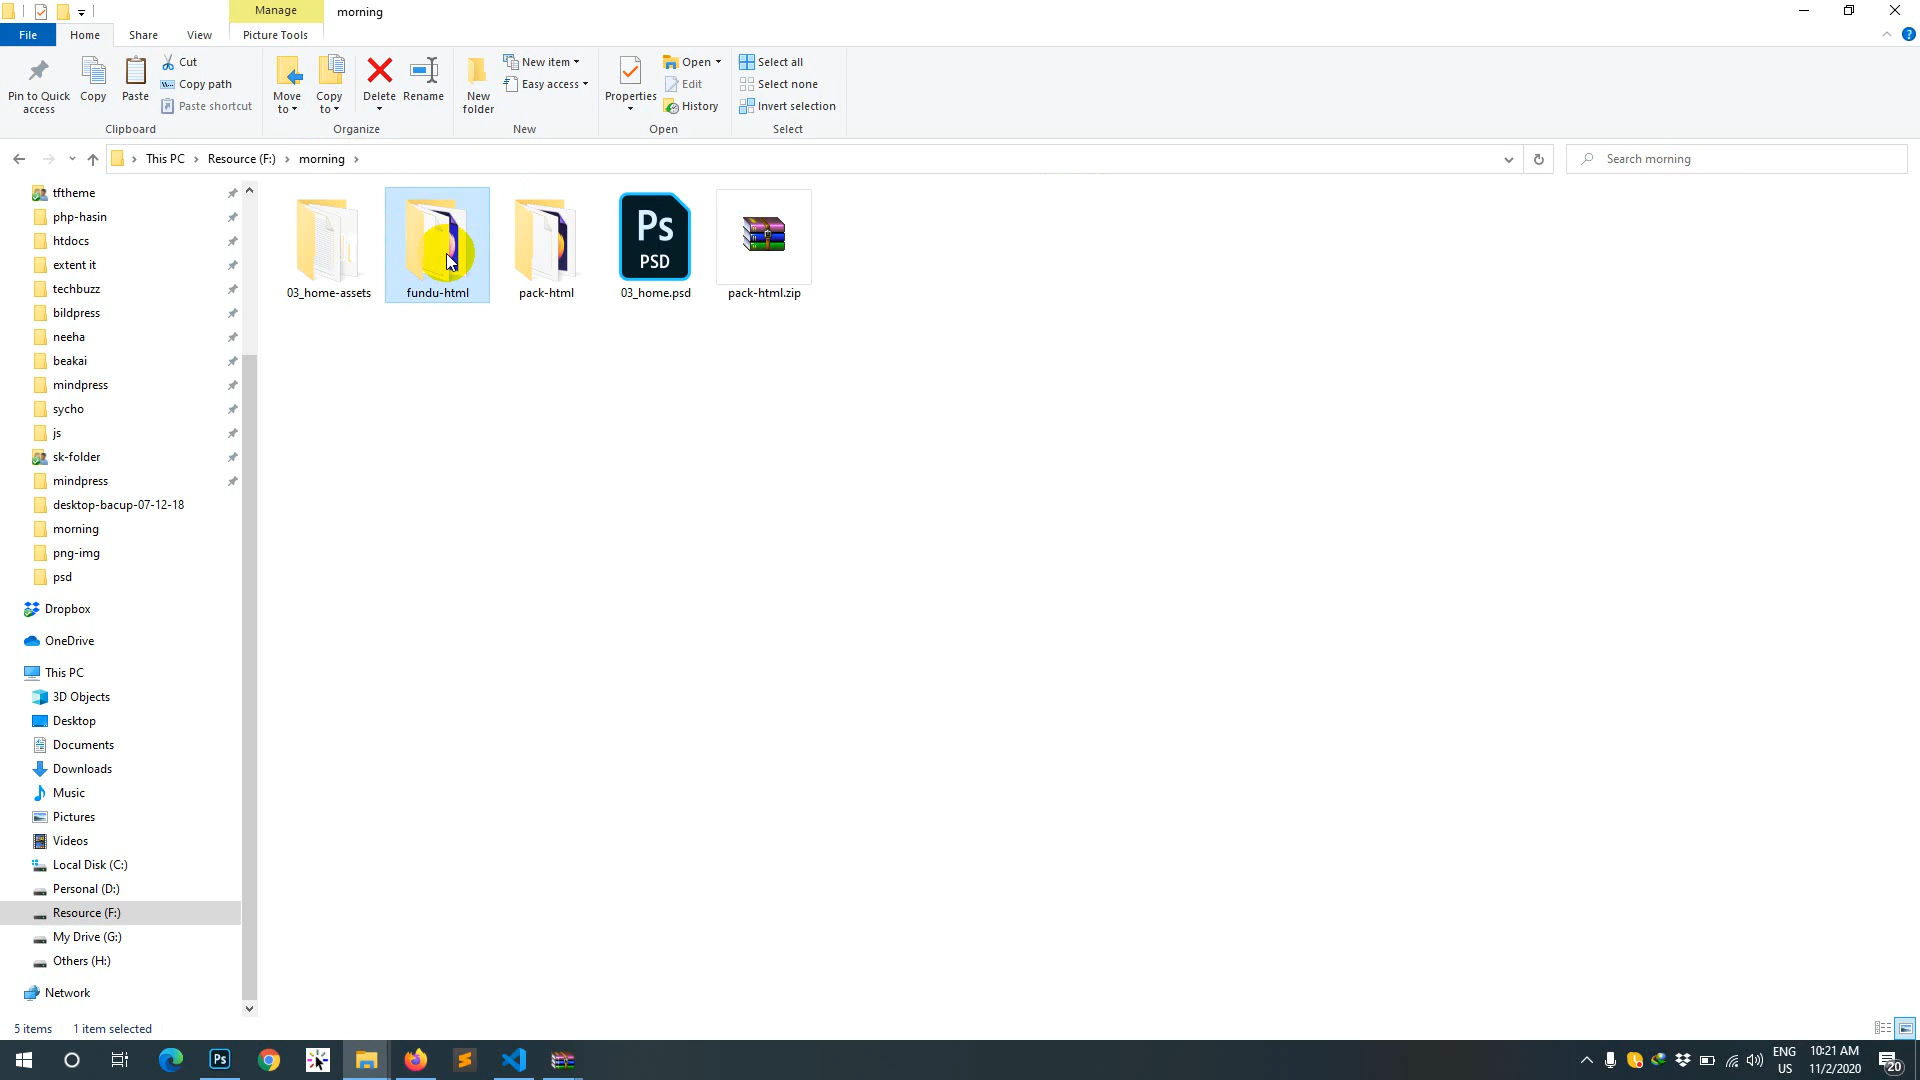 Manage
morning
File
Home
Share
View
Picture Tools
Pin to Quick
access
Copy
Paste
Cut
Copy path
Paste shortcut
Clipboard
Move
to
Copy
to
Delete
Rename
Organize
New
folder
New item
Easy access
New
Properties
Open
Edit
History
Open
Select all
Select none
Invert selection
Select
This PC
Resource (F:)
morning
Search morning
tftheme
php-hasin
htdocs
extent it
techbuzz
bildpress
neeha
beakai
mindpress
sycho
js
sk-folder
mindpress
desktop-bacup-07-12-18
morning
png-img
psd
Dropbox
OneDrive
This PC
3D Objects
Desktop
Documents
Downloads
Music
Pictures
Videos
Local Disk (C:)
Personal (D:)
Resource (F:)
My Drive (G:)
Others (H:)
Network
03_home-assets
fundu-html
pack-html
Ps
PSD
03_home.psd
pack-html.zip
5 items
1 item selected
Ps
ENG
US
10:21 AM
11/2/2020
20